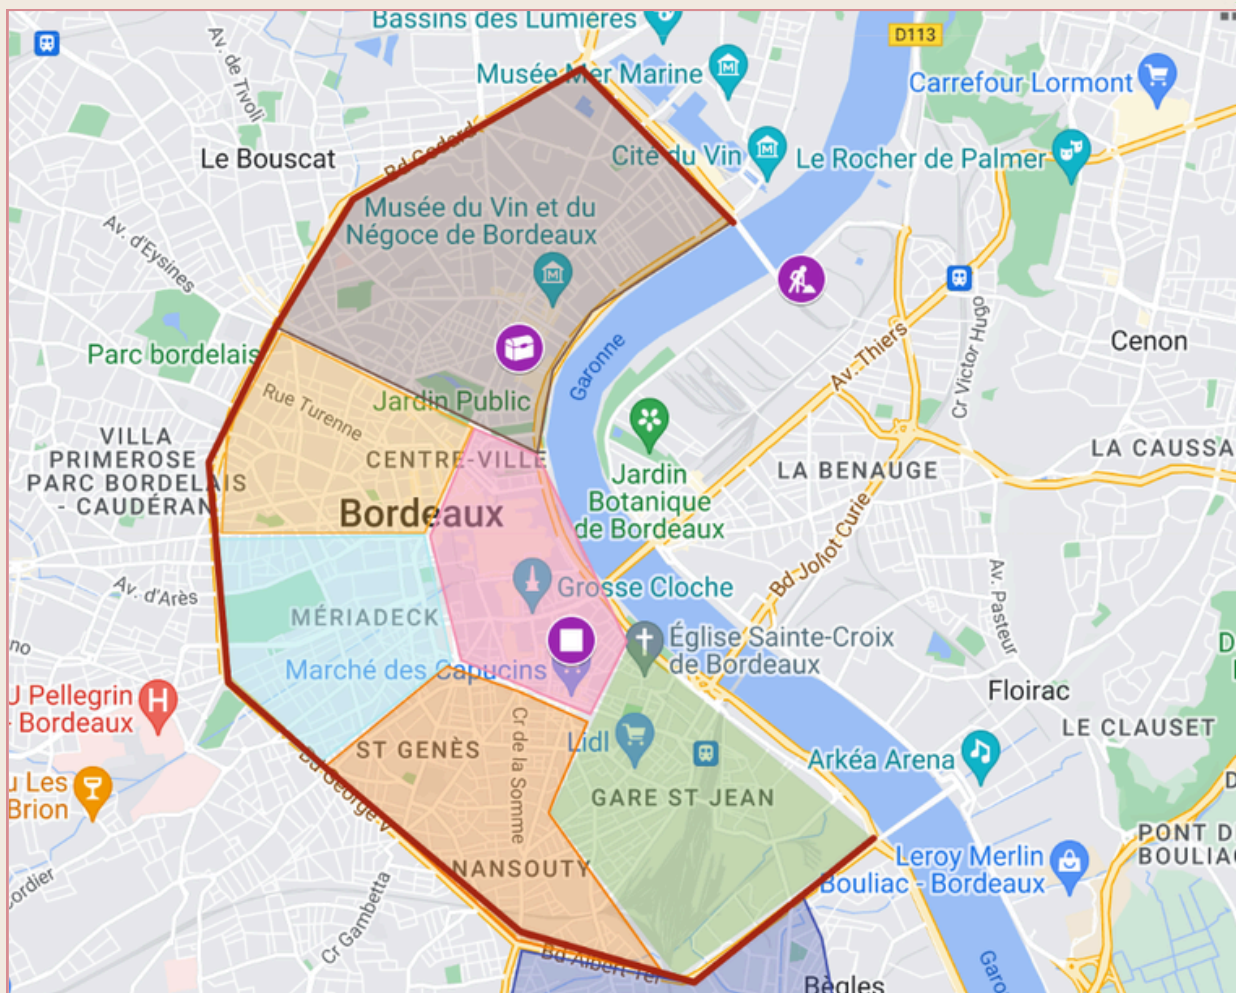 Bassins des Lumières
D113
Av. de Tivoli
Musée Mer Marine
Carrefour Lormont
Bd Godard
Le Bouscat
Cité du Vin
Le Rocher de Palmer
Musée du Vin et du
Négoce de Bordeaux
Av. d'Eysines
Parc bordelais
Garonne
Av. Thiers
Cr Victor Hugo
Cenon
Rue Turenne
Jardin Public
VILLA
PRIMEROSE
PARC BORDELAIS
- CAUDÉRAN
CENTRE-VILLE
LA BENAUGE
LA CAUSSA
Jardin
Botanique
de Bordeaux
Bordeaux
Bd Joliot Curie
Av. d'Arès
Grosse Cloche
Av. Pasteur
MÉRIADECK
no
Église Sainte-Croix
de Bordeaux
Marché des Capucins
D
U Pellegrin
- Bordeaux
Floirac
LE CLAUSET
Cr de la Somme
ST GENÈS
Lidl
Arkéa Arena
Bd George V
u Les
Brion
GARE ST JEAN
D
PONT D
BOULIAC
Leroy Merlin
Bouliac - Bordeaux
NANSOUTY
Cordier
Cr Gambetta
Bd Albert-1er
Garo
Bègles